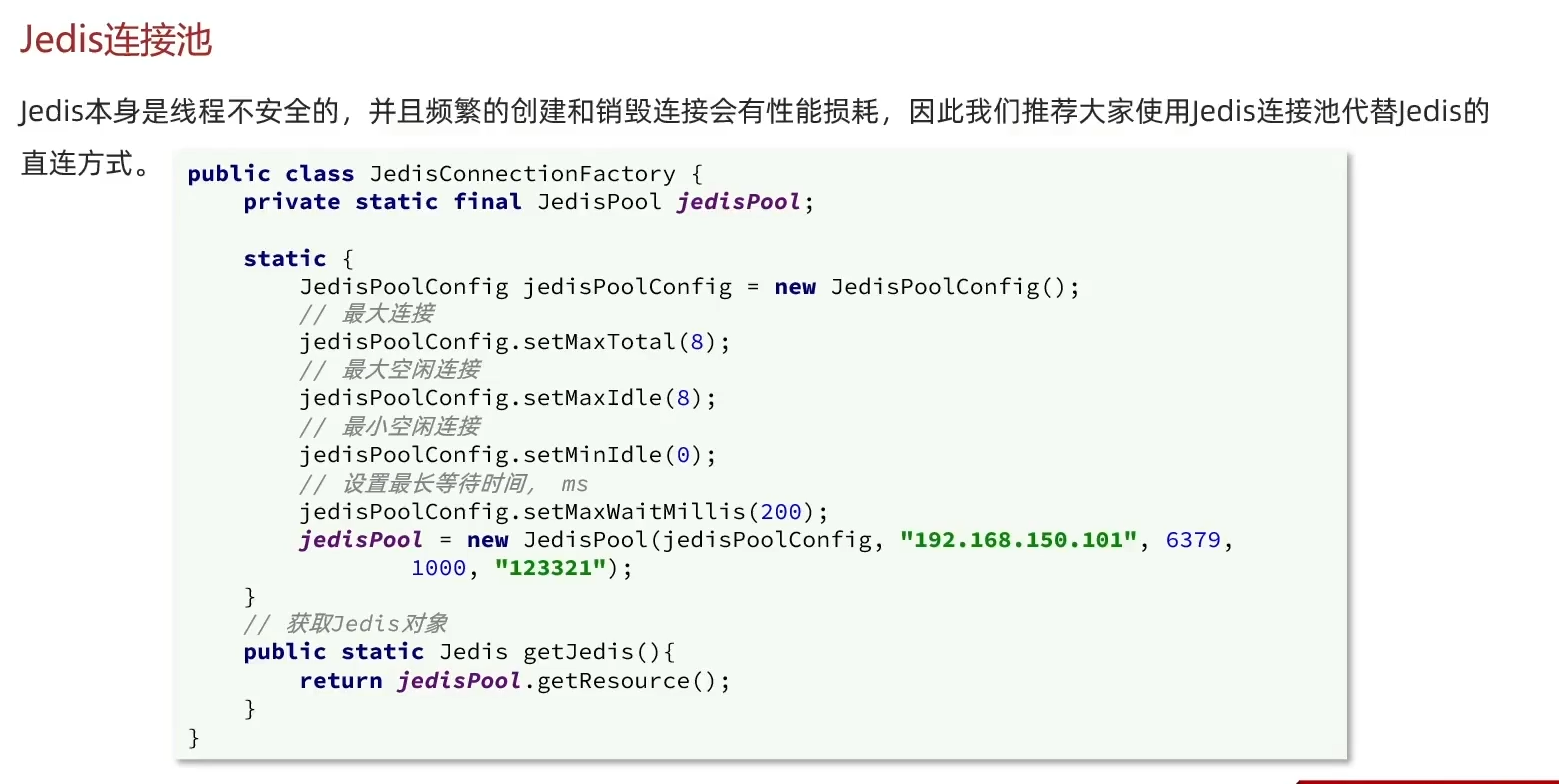 Jedis连接池
Jedis本身是线程不安全的，并且频繁的创建和销毁连接会有性能损耗，因此我们推荐大家使用Jedis连接池代替Jedis的
直连方式。
public class JedisConnectionFactory {
    private static final JedisPool jedisPool;

    static {
        JedisPoolConfig jedisPoolConfig = new JedisPoolConfig();
        // 最大连接
        jedisPoolConfig.setMaxTotal(8);
        // 最大空闲连接
        jedisPoolConfig.setMaxIdle(8);
        // 最小空闲连接
        jedisPoolConfig.setMinIdle(0);
        // 设置最长等待时间， ms
        jedisPoolConfig.setMaxWaitMillis(200);
        jedisPool = new JedisPool(jedisPoolConfig, "192.168.150.101", 6379,
                1000, "123321");
    }
    // 获取Jedis对象
    public static Jedis getJedis(){
        return jedisPool.getResource();
    }
}